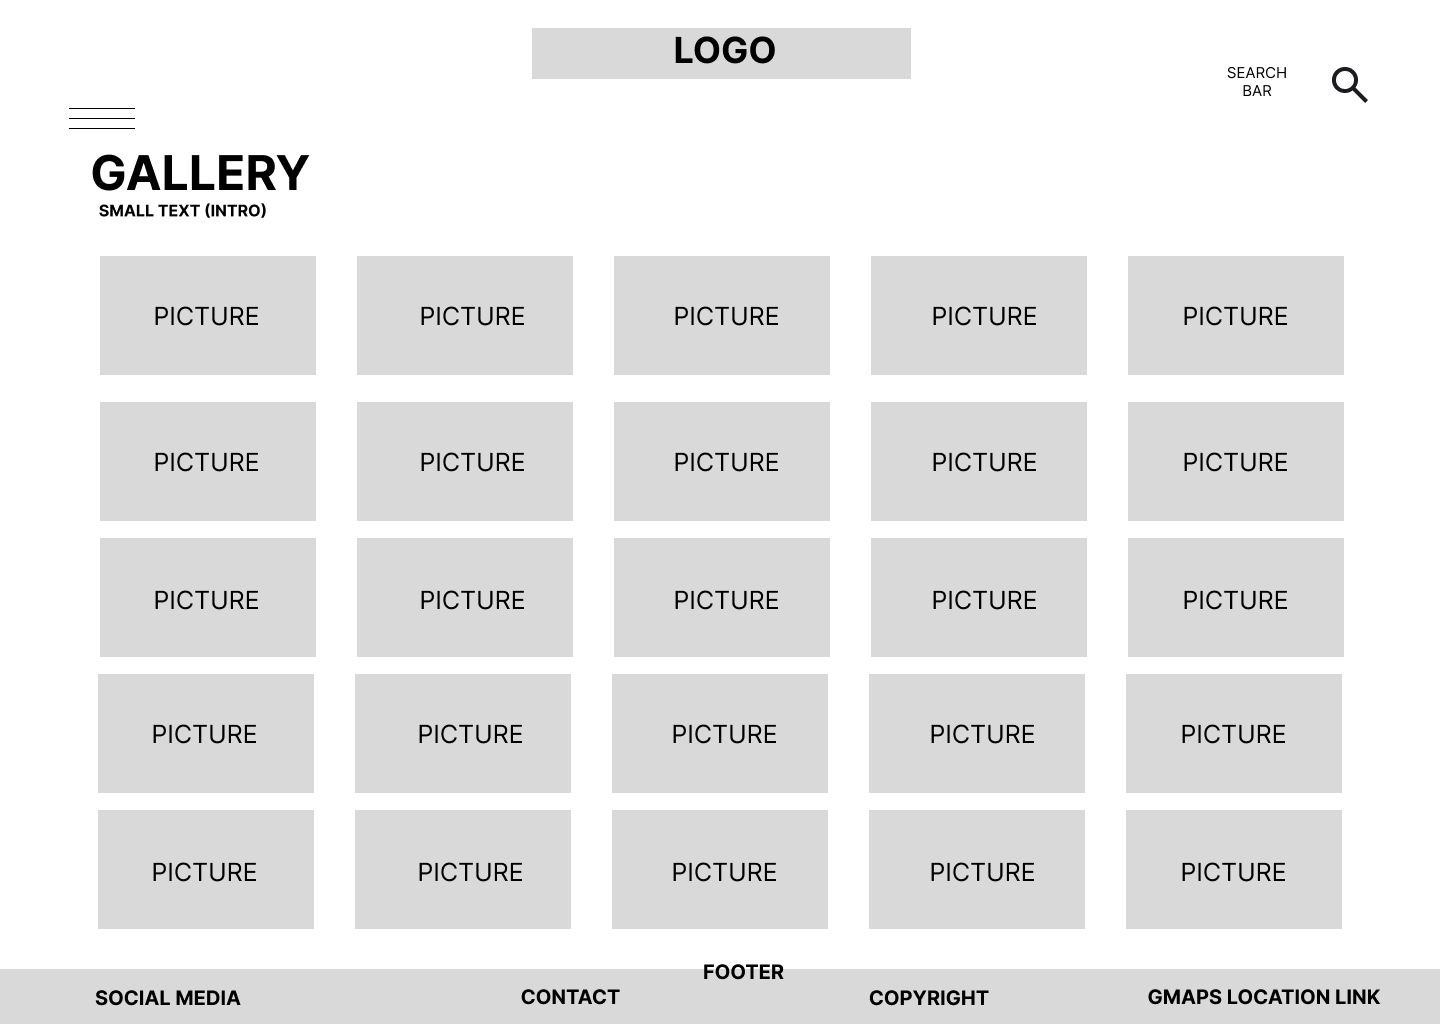 LOGO
SEARCH
BAR
GALLERY
SMALL TEXT (INTRO)
PICTURE PICTURE PICTURE PICTURE PICTURE
PICTURE PICTURE PICTURE PICTURE PICTURE
PICTURE PICTURE PICTURE PICTURE PICTURE
PICTURE PICTURE PICTURE PICTURE PICTURE
PICTURE PICTURE PICTURE PICTURE PICTURE
FOOTER
SOCIAL MEDIA CONTACT COPYRIGHT GMAPS LOCATION LINK